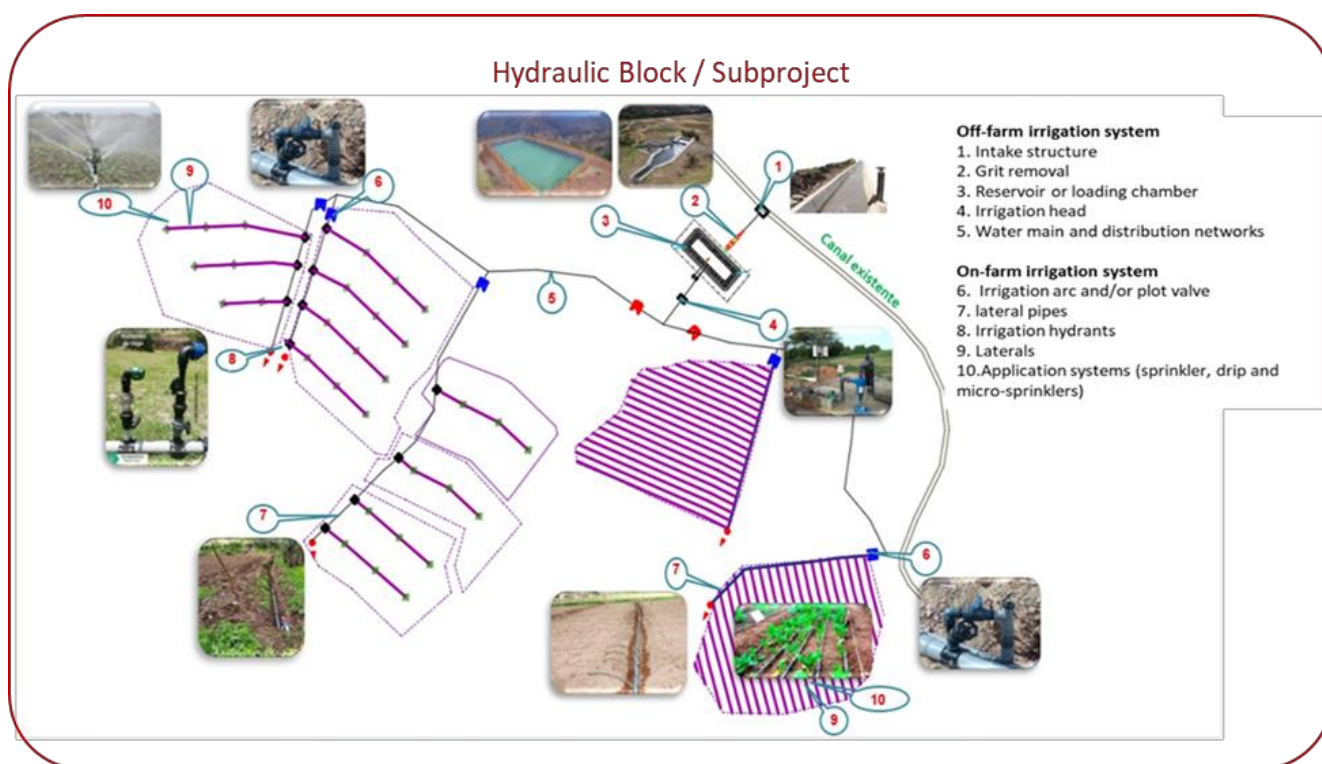 Hydraulic Block / Subproject
Off-farm irrigation system
1. Intake structure
2. Grit removal
3. Reservoir or loading chamber
4. Irrigation head
5. Water main and distribution networks
On-farm irrigation system
6. Irrigation arc and/or plot valve
7. lateral pipes
8. Irrigation hydrants
9. Laterals
10.Application systems (sprinkler, drip and
micro-sprinklers)
9
10
6
1
2
3
5
4
Canal existente
8
7
6
7
10
9